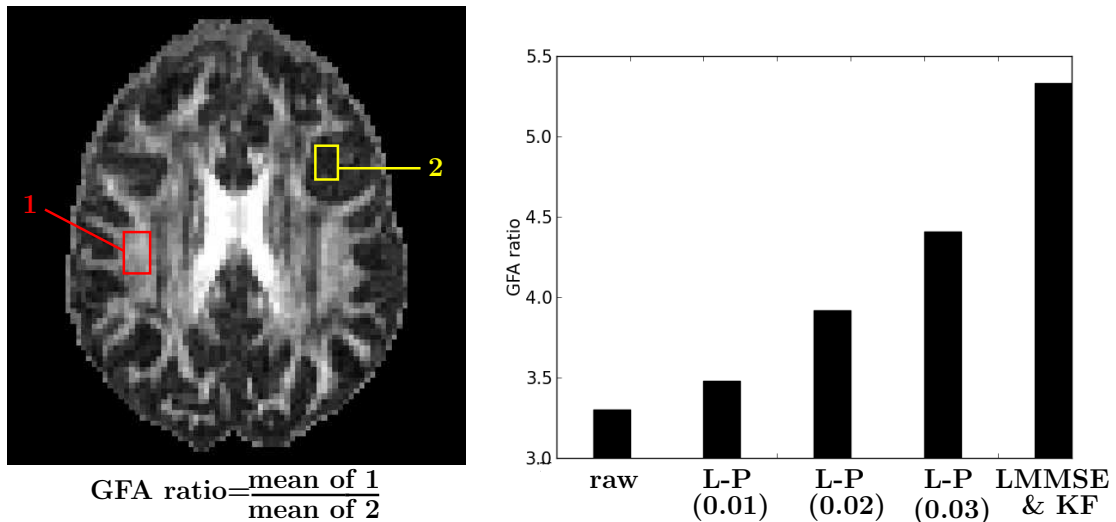 1
2
GFA ratio=mean of 1
mean of 2
5.5
5.0
4.5
4.0
3.5
3.0
GFA ratio
raw
L-P
(0.01)
L-P
(0.02)
L-P
(0.03)
LMMSE
& KF